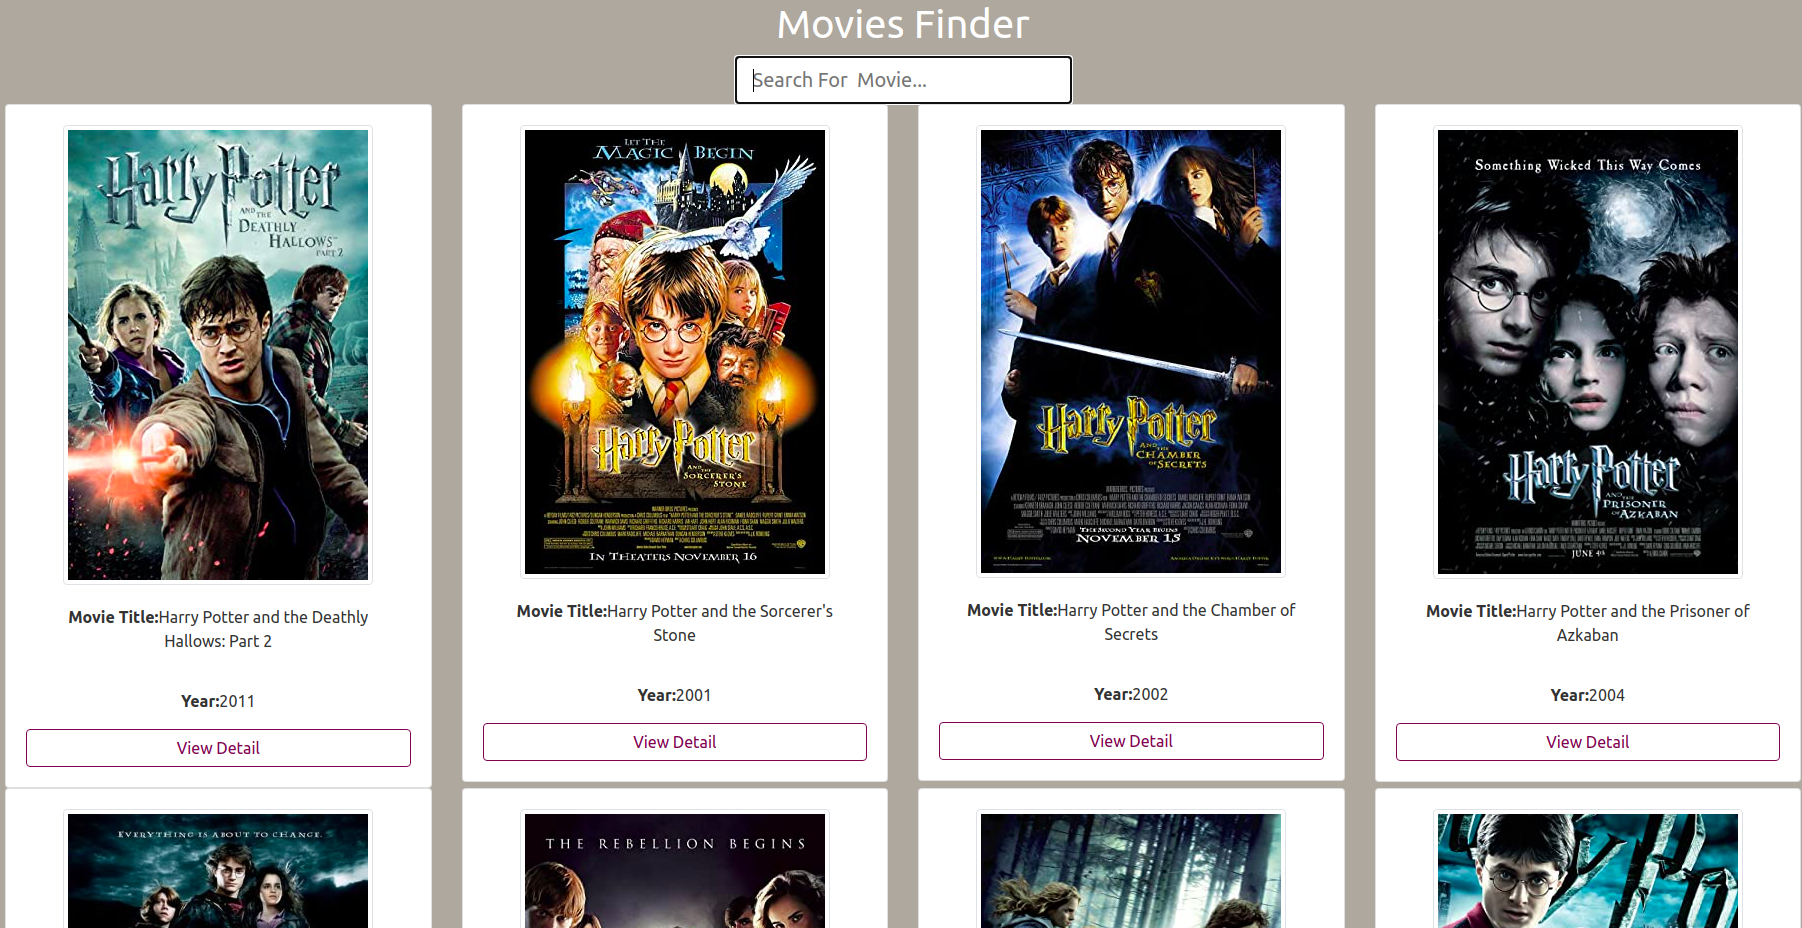 Movies Finder
Search For  Movie...
Harry Potter
AND THE
DEATHLY
HALLOWS
PART 2
Movie Title:Harry Potter and the Deathly
Hallows: Part 2
Year:2011
View Detail
LET THE
MAGIC BEGIN
Harry Potter
AND THE
SORCERER'S
STONE
IN THEATERS NOVEMBER 16
Movie Title:Harry Potter and the Sorcerer's
Stone
Year:2001
View Detail
Harry Potter
AND THE
CHAMBER
OF SECRETS
THE SECOND YEAR BEGINS
NOVEMBER 15
Movie Title:Harry Potter and the Chamber of
Secrets
Year:2002
View Detail
Something Wicked This Way Comes
Harry Potter
AND THE
PRISONER
OF
AZKABAN
JUNE 4th
Movie Title:Harry Potter and the Prisoner of
Azkaban
Year:2004
View Detail
EVERYTHING IS ABOUT TO CHANGE.
THE REBELLION BEGINS